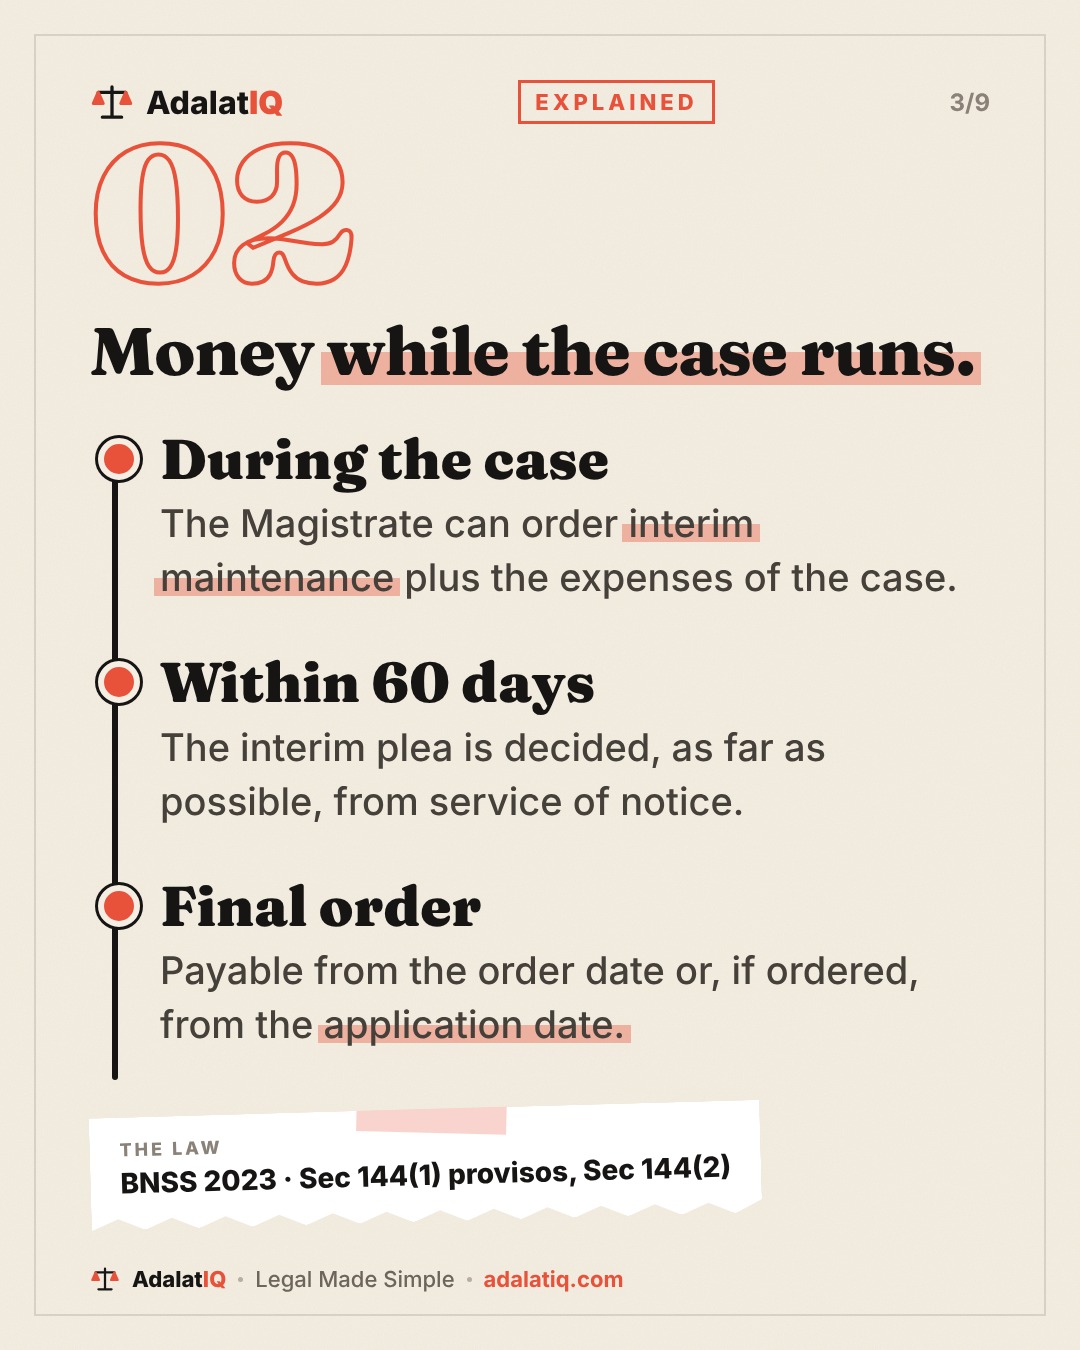 AdalatIQ
EXPLAINED
3/9
02
Money while the case runs.
During the case
The Magistrate can order interim
maintenance plus the expenses of the case.
Within 60 days
The interim plea is decided, as far as
possible, from service of notice.
Final order
Payable from the order date or, if ordered,
from the application date.
THE LAW
BNSS 2023 · Sec 144(1) provisos, Sec 144(2)
AdalatIQ • Legal Made Simple • adalatiq.com